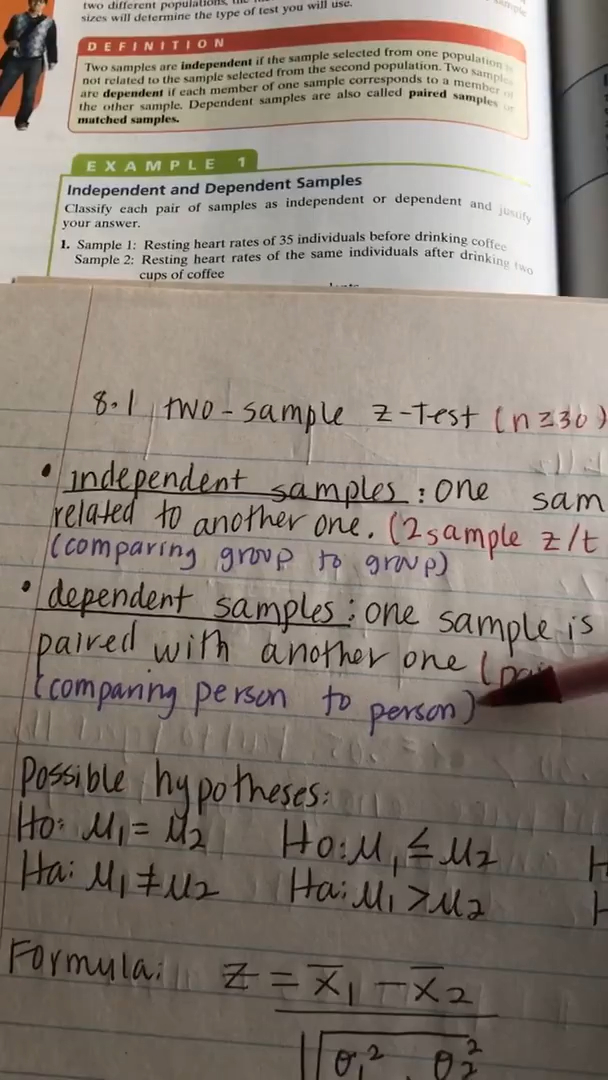 two different populations, the
sizes will determine the type of test you will use.
sample
DEFINITION
Two samples are independent if the sample selected from one population is
not related to the sample selected from the second population. Two samples
are dependent if each member of one sample corresponds to a member of
the other sample. Dependent samples are also called paired samples or
matched samples.
EXAMPLE 1
Independent and Dependent Samples
Classify each pair of samples as independent or dependent and justify
your answer.
1. Sample 1: Resting heart rates of 35 individuals before drinking coffee
Sample 2: Resting heart rates of the same individuals after drinking two
cups of coffee
8.1 two-sample z-test (n≥30)
• independent samples: one sam
related to another one. (2 sample z/t
(comparing group to group)
• dependent samples: one sample is
paired with another one (pai
(comparing person to person)
Possible hypotheses:
Ho: μ1 = μ2 Ho: μ1 ≤ μ2 H
Ha: μ1 ≠ μ2 Ha: μ1 > μ2 H
Formula: z = x̄1 - x̄2
√σ1² σ2²